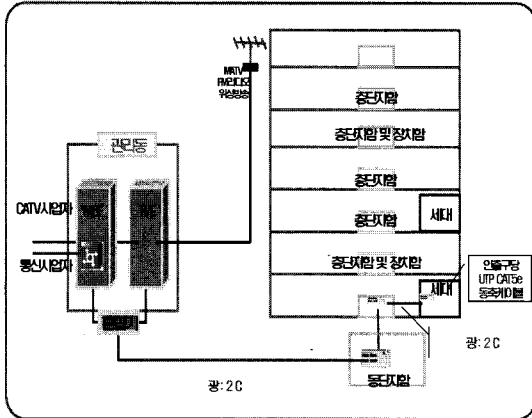 MATV
FM라디오
위성방송
중단자함
중단자함 및 장치함
관리동
중단자함
CATV사업자
중단자함
세대
통신사업자
중단자함 및 장치함
인출구당
UTP CAT5e
동축케이블
세대
광:2C
광:2C
동단자함